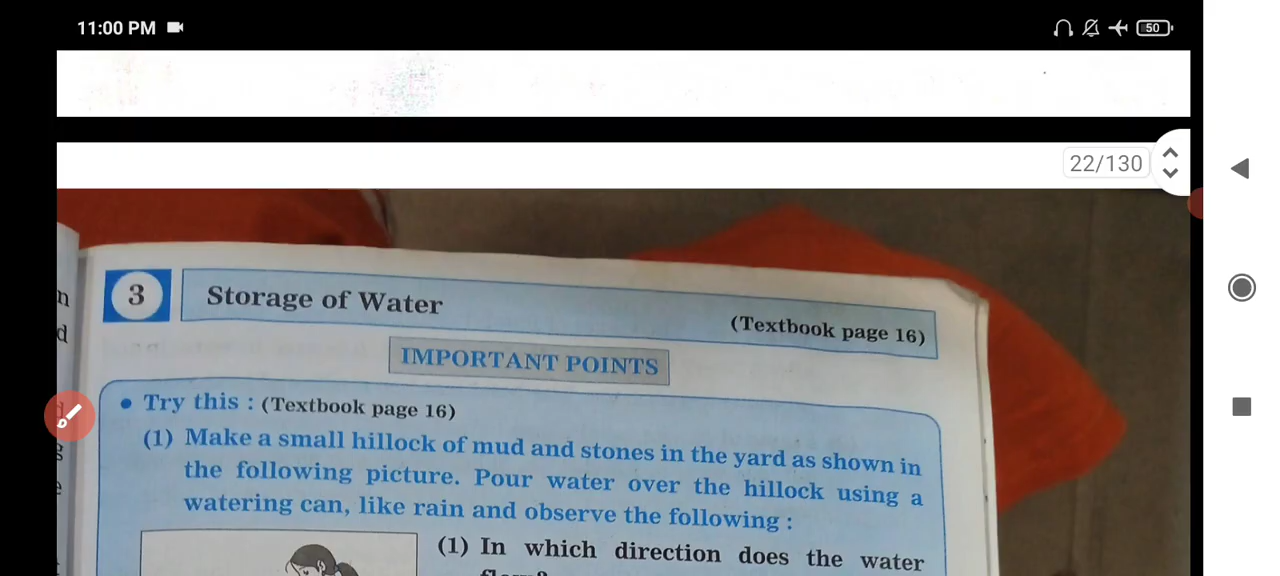 11:00 PM
50
22/130
3 Storage of Water
(Textbook page 16)
IMPORTANT POINTS
• Try this : (Textbook page 16)
(1) Make a small hillock of mud and stones in the yard as shown in
the following picture. Pour water over the hillock using a
watering can, like rain and observe the following :
(1) In which direction does the water
n
d
g
e